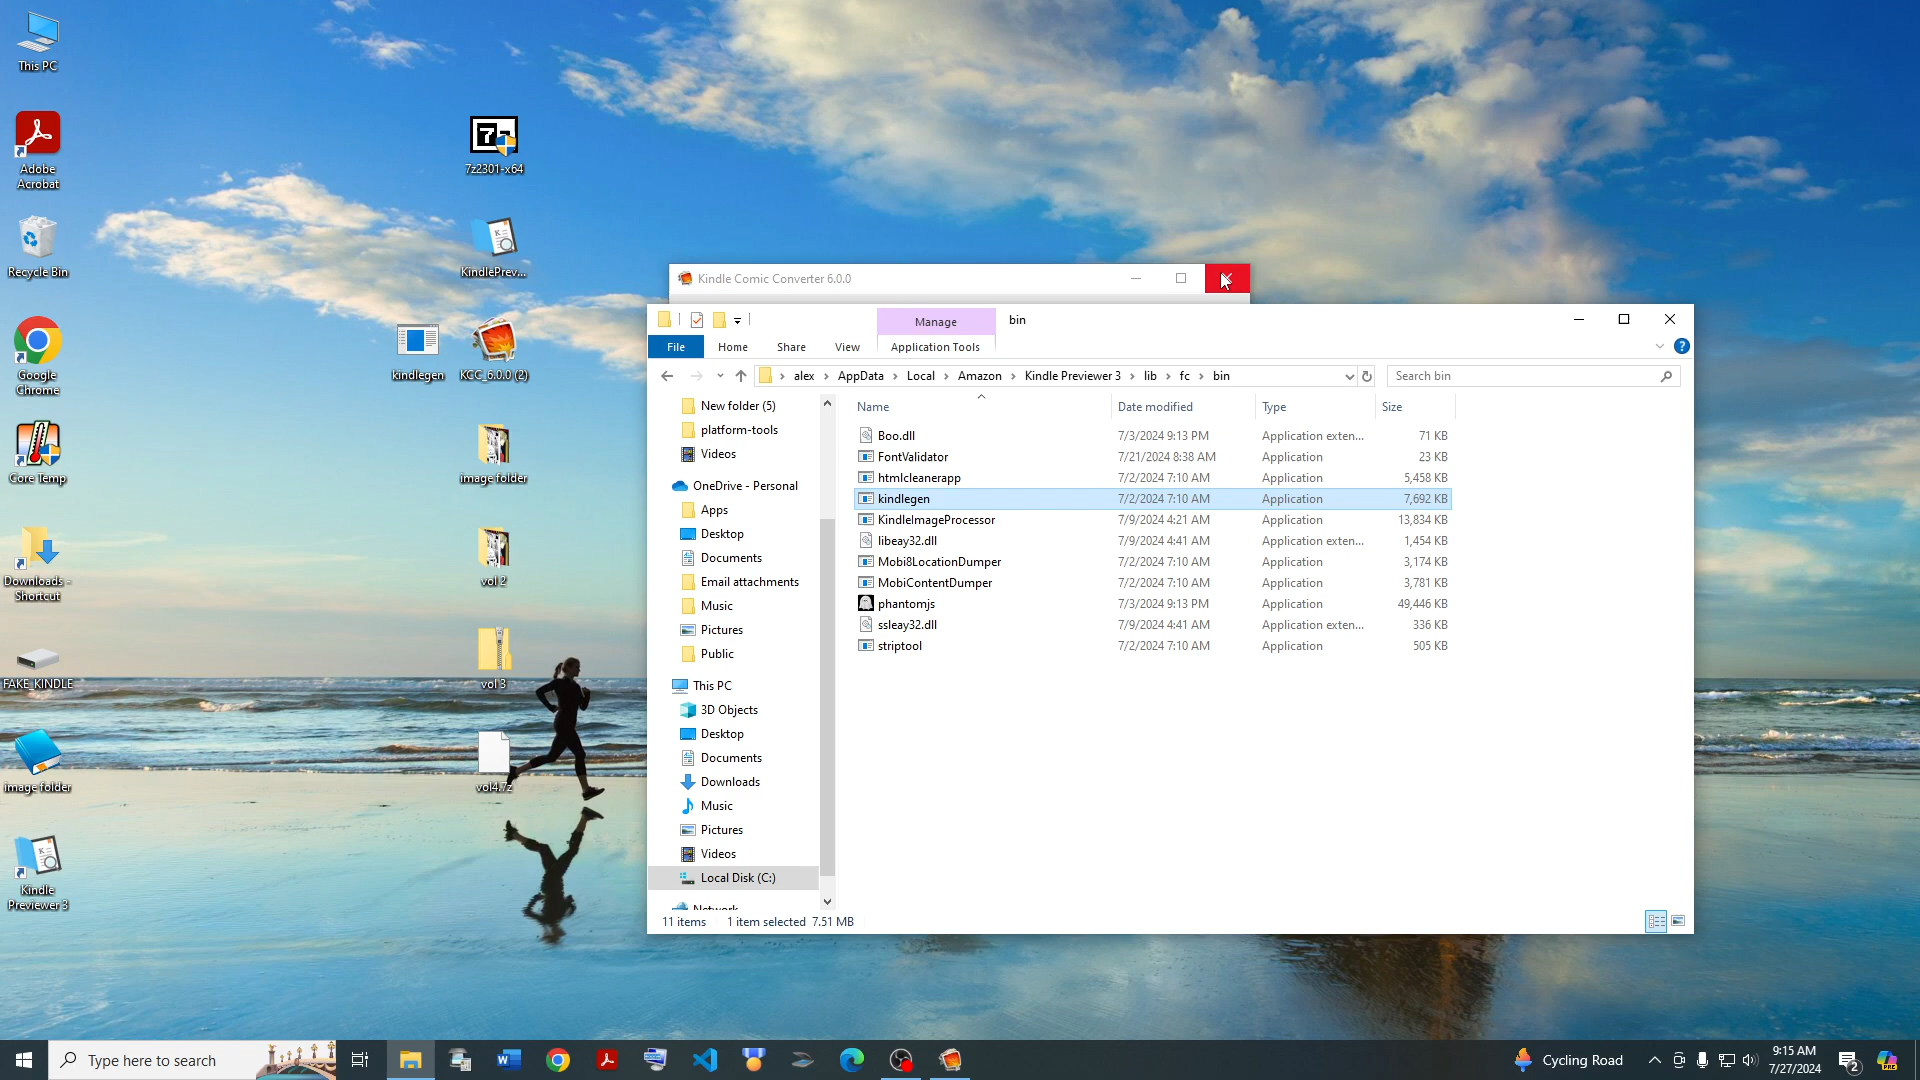 This PC
Adobe
Acrobat
Recycle Bin
Google
Chrome
Core Temp
Downloads -
Shortcut
FAKE_KINDLE
image folder
Kindle
Previewer 3
7z2301-x64
KindlePrev...
kindlegen
KCC_6.0.0 (2)
image folder
vol 2
vol 3
vol4.7z
Kindle Comic Converter 6.0.0
Manage
bin
File
Home
Share
View
Application Tools
alex
AppData
Local
Amazon
Kindle Previewer 3
lib
fc
bin
Search bin
New folder (5)
platform-tools
Videos
OneDrive - Personal
Apps
Desktop
Documents
Email attachments
Music
Pictures
Public
This PC
3D Objects
Desktop
Documents
Downloads
Music
Pictures
Videos
Local Disk (C:)
Network
Name Date modified Type Size
Boo.dll 7/3/2024 9:13 PM Application exten... 71 KB
FontValidator 7/21/2024 8:38 AM Application 23 KB
htmlcleanerapp 7/2/2024 7:10 AM Application 5,458 KB
kindlegen 7/2/2024 7:10 AM Application 7,692 KB
KindleImageProcessor 7/9/2024 4:21 AM Application 13,834 KB
libeay32.dll 7/9/2024 4:41 AM Application exten... 1,454 KB
Mobi8LocationDumper 7/2/2024 7:10 AM Application 3,174 KB
MobiContentDumper 7/2/2024 7:10 AM Application 3,781 KB
phantomjs 7/3/2024 9:13 PM Application 49,446 KB
ssleay32.dll 7/9/2024 4:41 AM Application exten... 336 KB
striptool 7/2/2024 7:10 AM Application 505 KB
11 items 1 item selected 7.51 MB
Type here to search
Cycling Road
9:15 AM
7/27/2024
2